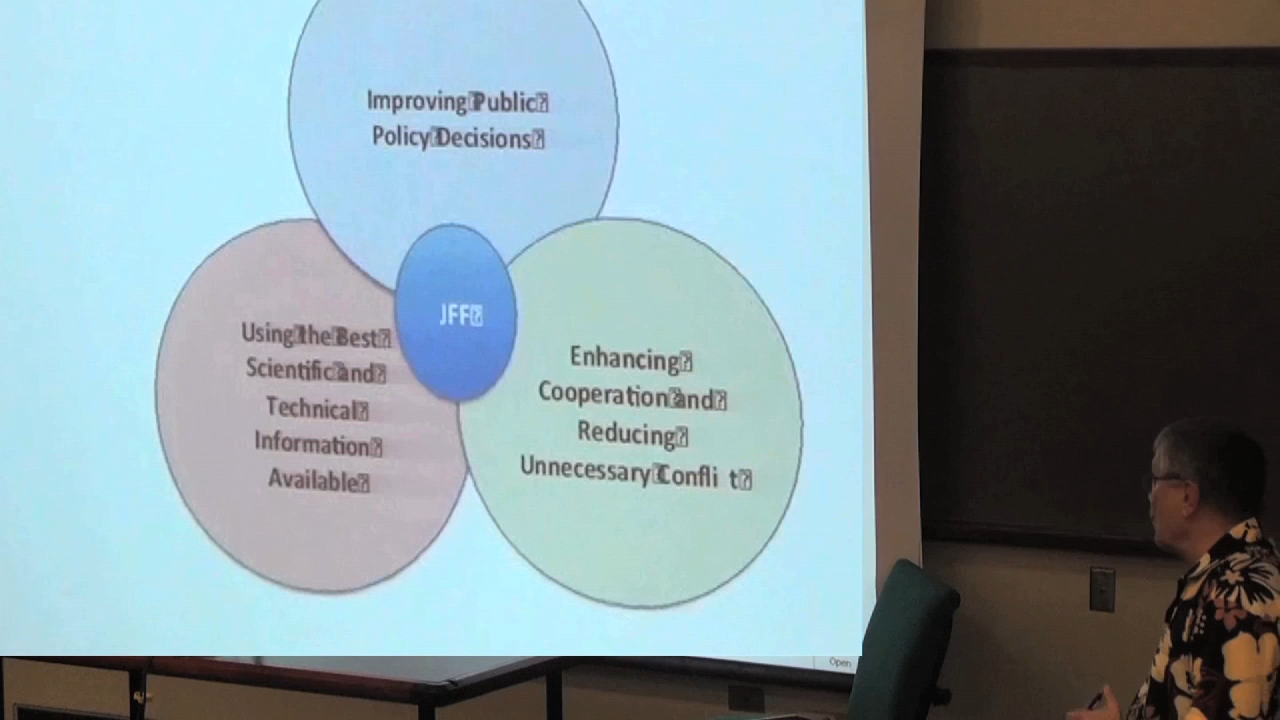 Improving Public
Policy Decisions
JFF
Using the Best
Scientific and
Technical
Information
Available
Enhancing
Cooperation and
Reducing
Unnecessary Confli t
Open